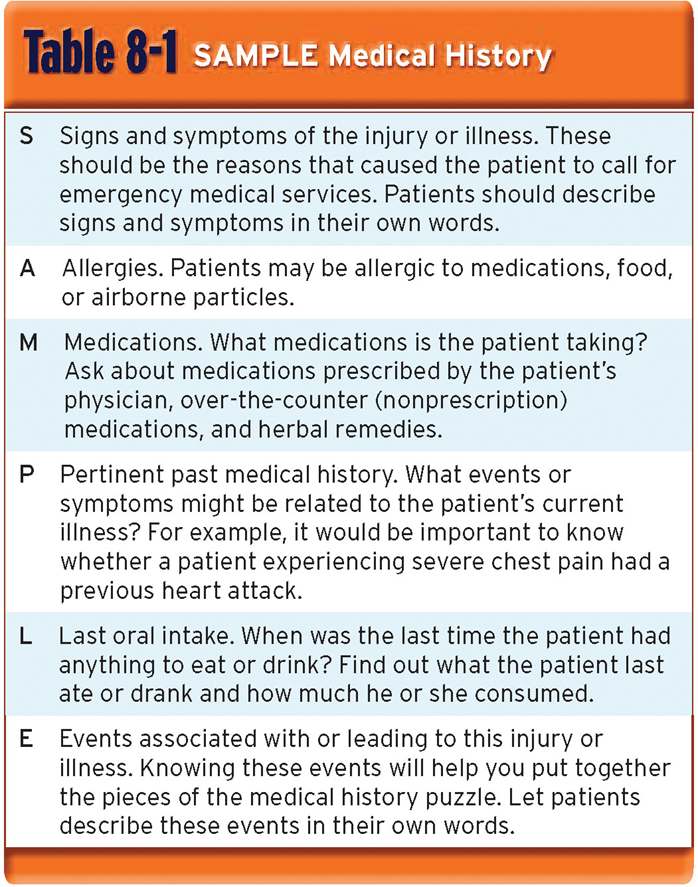 Table 8-1 SAMPLE Medical History
S Signs and symptoms of the injury or illness. These
should be the reasons that caused the patient to call for
emergency medical services. Patients should describe
signs and symptoms in their own words.
A Allergies. Patients may be allergic to medications, food,
or airborne particles.
M Medications. What medications is the patient taking?
Ask about medications prescribed by the patient's
physician, over-the-counter (nonprescription)
medications, and herbal remedies.
P Pertinent past medical history. What events or
symptoms might be related to the patient's current
illness? For example, it would be important to know
whether a patient experiencing severe chest pain had a
previous heart attack.
L Last oral intake. When was the last time the patient had
anything to eat or drink? Find out what the patient last
ate or drank and how much he or she consumed.
E Events associated with or leading to this injury or
illness. Knowing these events will help you put together
the pieces of the medical history puzzle. Let patients
describe these events in their own words.